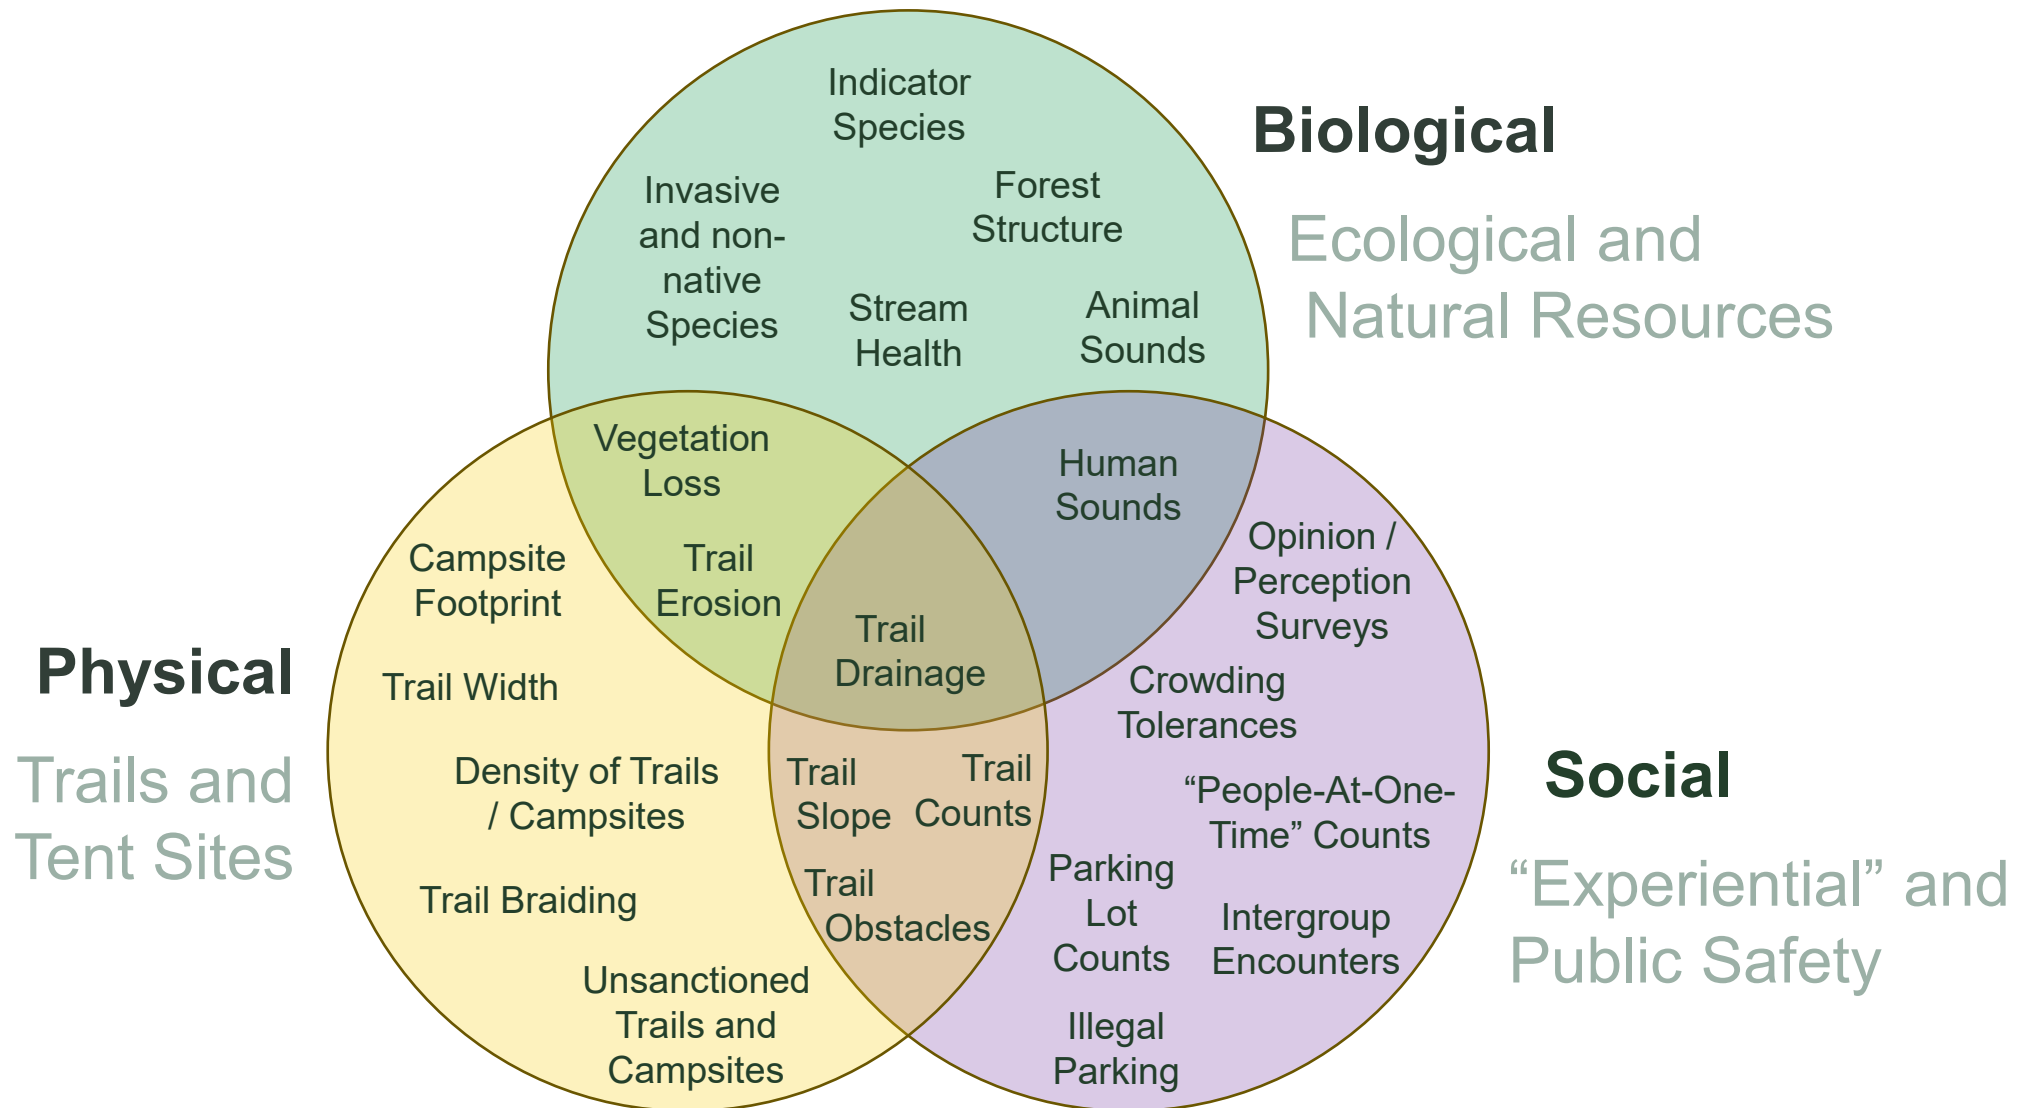 Indicator
Species
Biological
Invasive
and non-
native
Species
Forest
Structure
Ecological and
Natural Resources
Stream
Health
Animal
Sounds
Vegetation
Loss
Human
Sounds
Campsite
Footprint
Trail
Erosion
Opinion /
Perception
Surveys
Trail
Drainage
Physical
Trail Width
Crowding
Tolerances
Trails and
Tent Sites
Density of Trails
/ Campsites
Trail
Slope
Trail
Counts
“People-At-One-
Time” Counts
Social
“Experiential” and
Public Safety
Trail Braiding
Trail
Obstacles
Parking
Lot
Counts
Intergroup
Encounters
Unsanctioned
Trails and
Campsites
Illegal
Parking